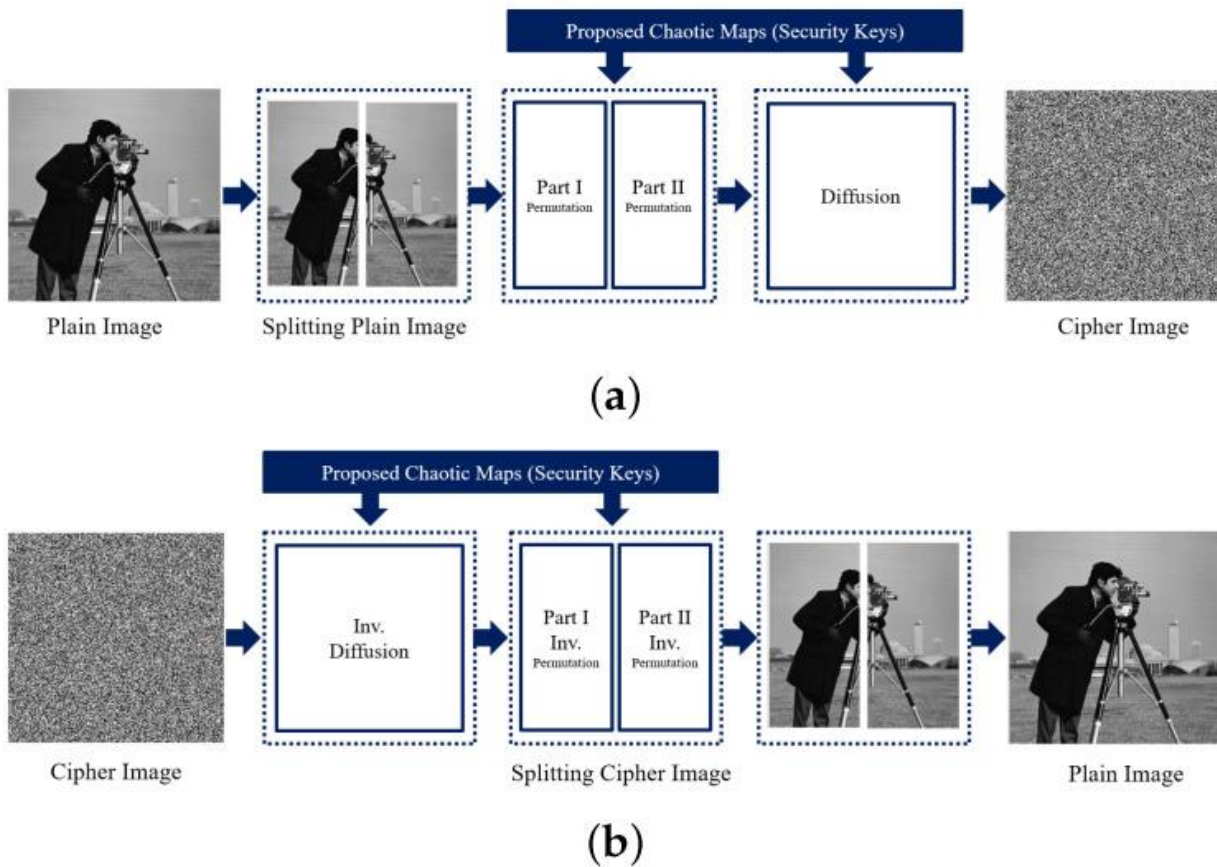 Proposed Chaotic Maps (Security Keys)
Part I
Permutation
Part II
Permutation
Diffusion
Plain Image
Splitting Plain Image
Cipher Image
(a)
Proposed Chaotic Maps (Security Keys)
Inv.
Diffusion
Part I
Inv.
Permutation
Part II
Inv.
Permutation
Cipher Image
Splitting Cipher Image
Plain Image
(b)